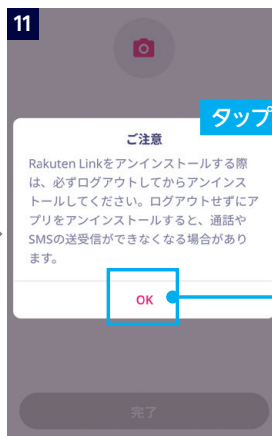 11
タップ
ご注意
Rakuten Linkをアンインストールする際
は、必ずログアウトしてからアンインス
トールしてください。ログアウトせずにア
プリをアンインストールすると、通話や
SMSの送受信ができなくなる場合があり
ます。
OK
完了